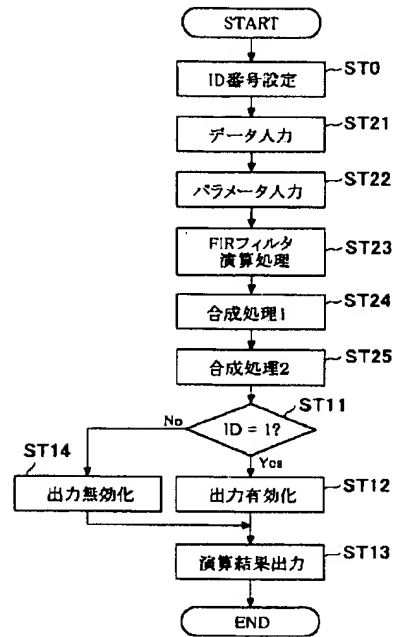 START
ID番号設定
ST0
データ入力
ST21
パラメータ入力
ST22
FIRフィルタ
演算処理
ST23
合成処理1
ST24
合成処理2
ST25
ID = 1?
ST11
No
Yes
ST14
出力無効化
出力有効化
ST12
演算結果出力
ST13
END